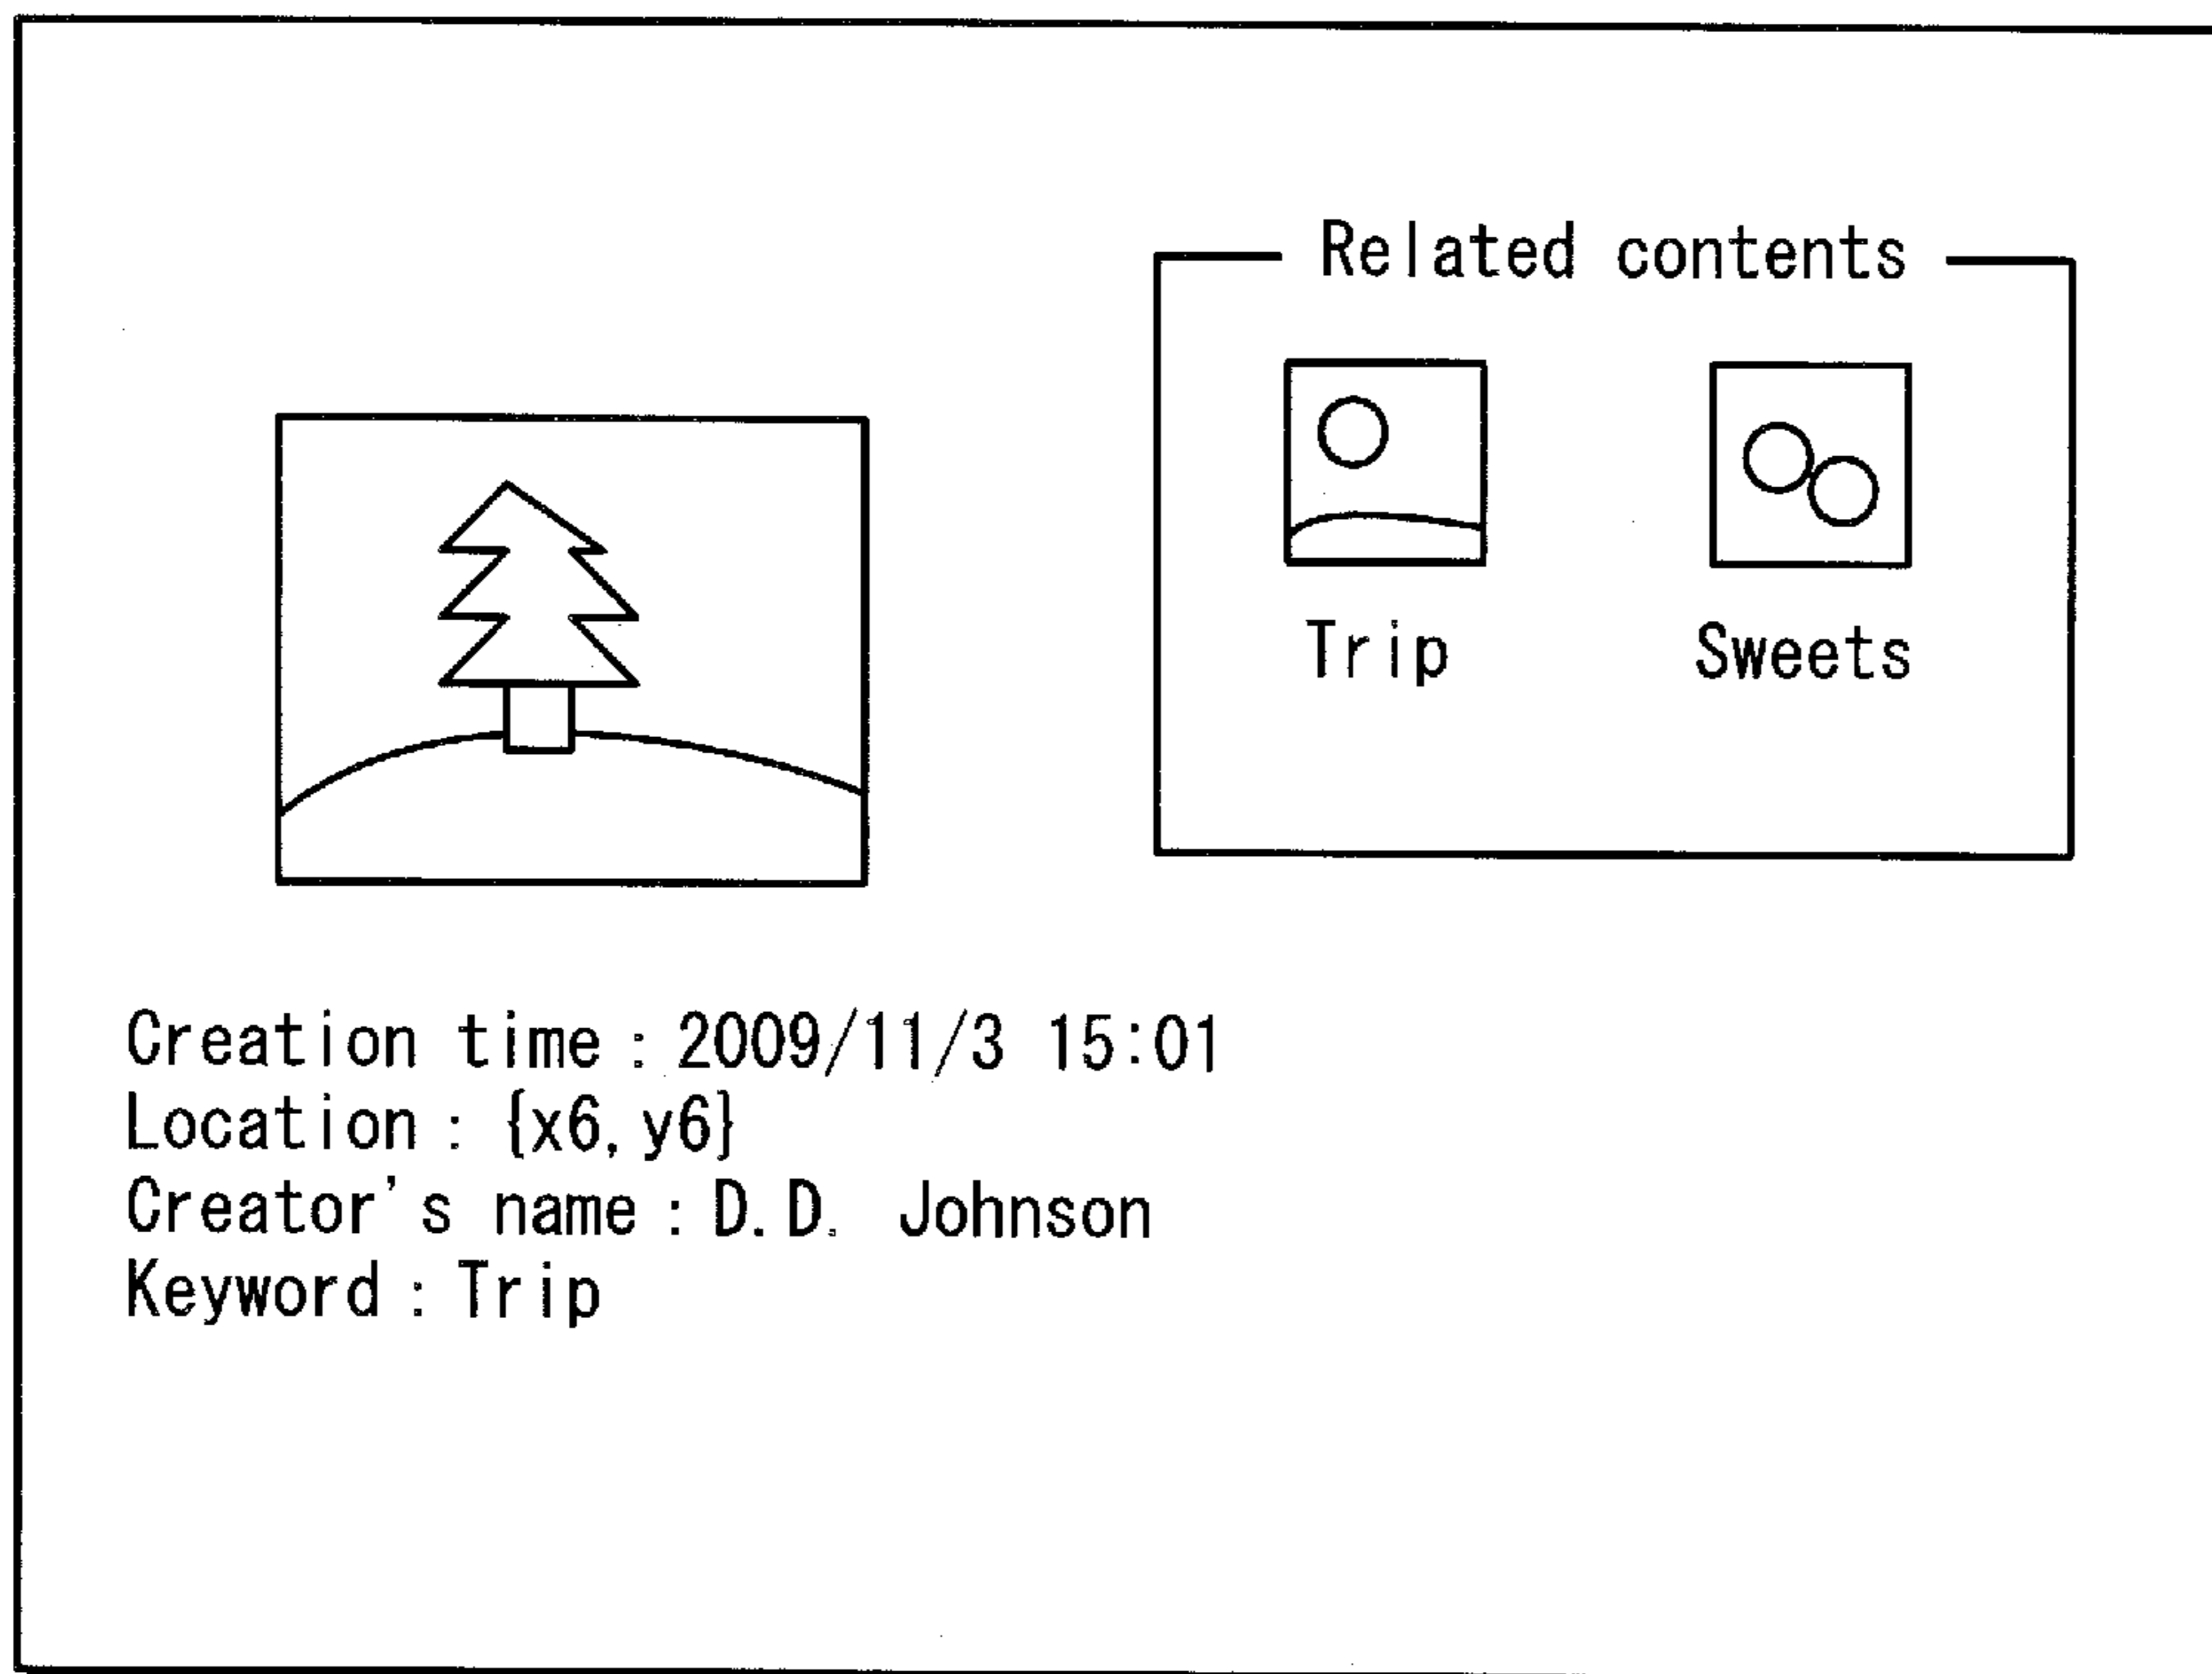 Related contents
Trip Sweets
Creation time : 2009/11/3 15:01
Location : {x6, y6}
Creator's name : D.D. Johnson
Keyword : Trip